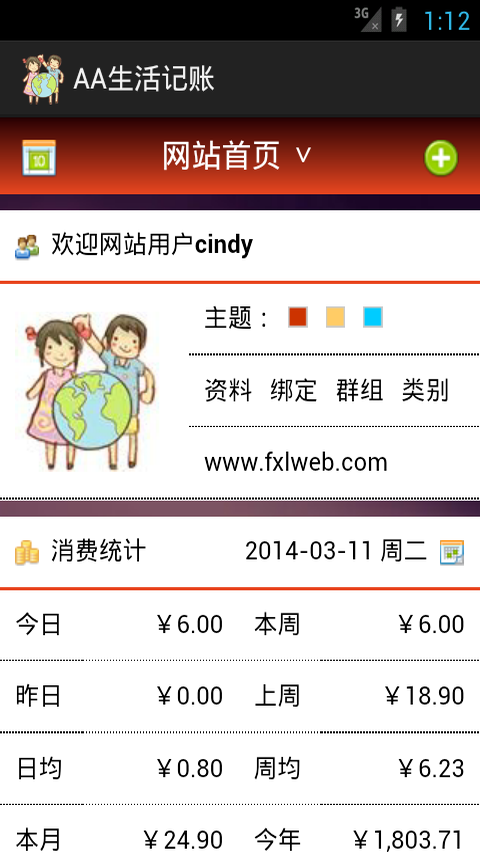 3G 1:12
AA生活记账
10 网站首页 ∨
欢迎网站用户cindy
主题：
资料 绑定 群组 类别
www.fxlweb.com
消费统计 2014-03-11 周二
今日 ￥6.00 本周 ￥6.00
昨日 ￥0.00 上周 ￥18.90
日均 ￥0.80 周均 ￥6.23
本月 ￥24.90 今年 ￥1,803.71